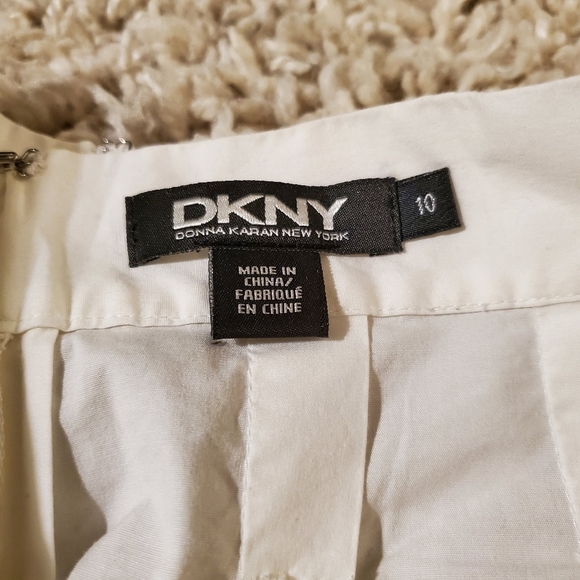 DKNY
DONNA KARAN NEW YORK
10
MADE IN
CHINA/
FABRIQUÉ
EN CHINE